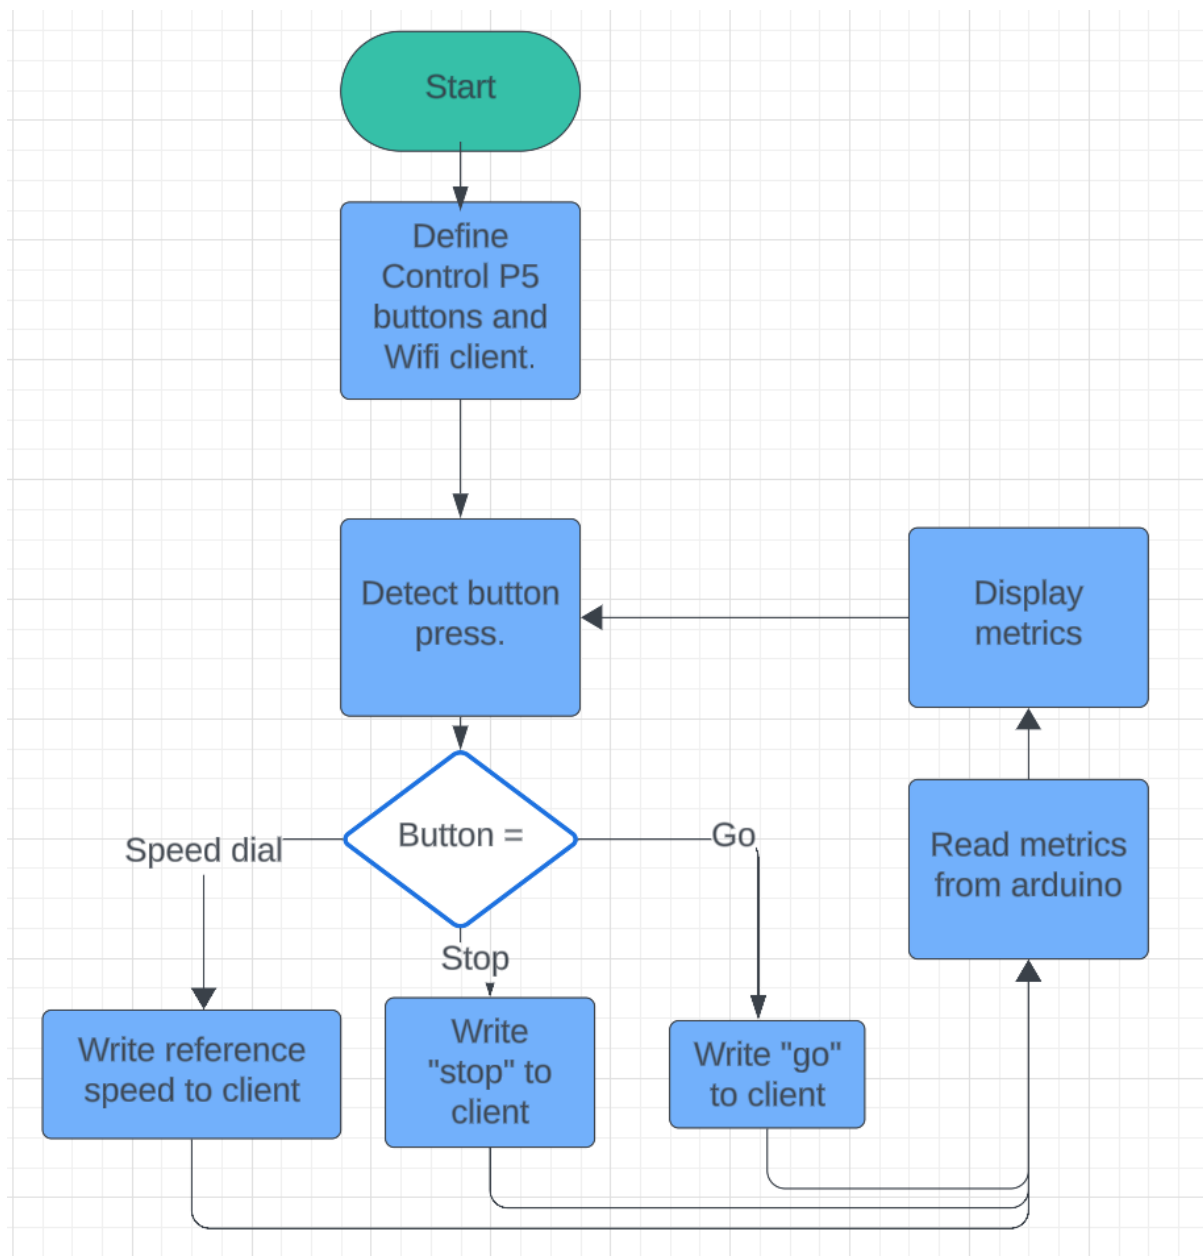 Start
Define
Control P5
buttons and
Wifi client.
Detect button
press.
Display
metrics
Button =
Speed dial
Go
Read metrics
from arduino
Stop
Write reference
speed to client
Write
"stop" to
client
Write "go"
to client